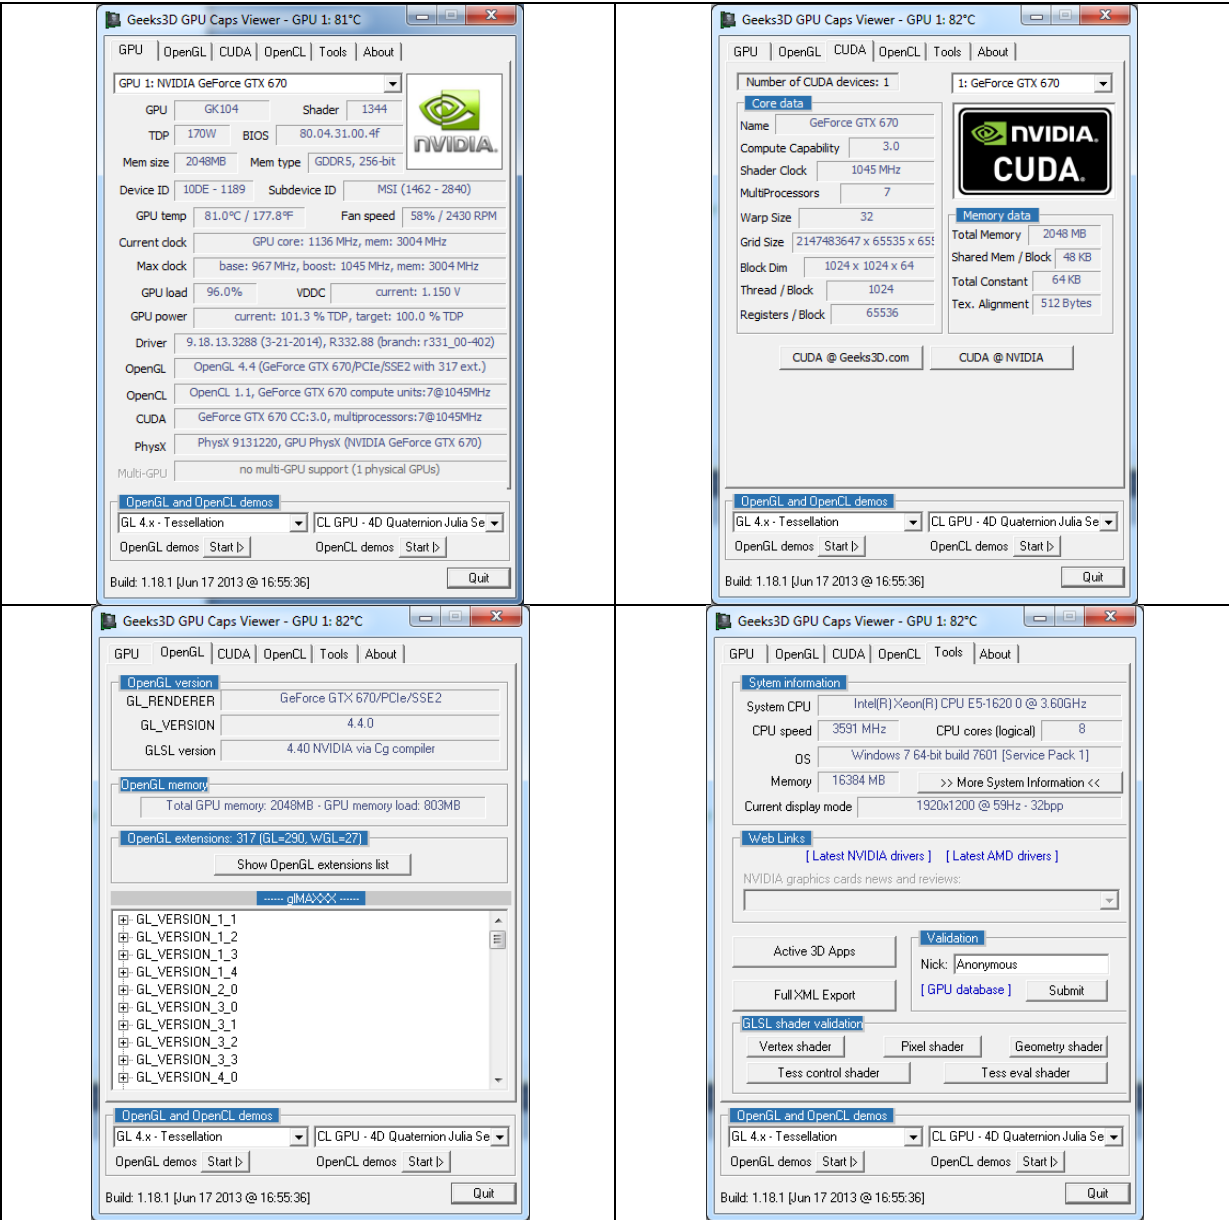 Geeks3D GPU Caps Viewer - GPU 1: 81°C
GPU OpenGL CUDA OpenCL Tools About
GPU 1: NVIDIA GeForce GTX 670
NVIDIA.
GPU GK104 Shader 1344
TDP 170W BIOS 80.04.31.00.4f
Mem size 2048MB Mem type GDDR5, 256-bit
Device ID 10DE - 1189 Subdevice ID MSI (1462 - 2840)
GPU temp 81.0°C / 177.8°F Fan speed 58% / 2430 RPM
Current clock GPU core: 1136 MHz, mem: 3004 MHz
Max clock base: 967 MHz, boost: 1045 MHz, mem: 3004 MHz
GPU load 96.0% VDDC current: 1.150 V
GPU power current: 101.3 % TDP, target: 100.0 % TDP
Driver 9.18.13.3288 (3-21-2014), R332.88 (branch: r331_00-402)
OpenGL OpenGL 4.4 (GeForce GTX 670/PCIe/SSE2 with 317 ext.)
OpenCL OpenCL 1.1, GeForce GTX 670 compute units:7@1045MHz
CUDA GeForce GTX 670 CC:3.0, multiprocessors:7@1045MHz
PhysX PhysX 9131220, GPU PhysX (NVIDIA GeForce GTX 670)
Multi-GPU no multi-GPU support (1 physical GPUs)
OpenGL and OpenCL demos
GL 4.x - Tessellation CL GPU - 4D Quaternion Julia Se
OpenGL demos Start OpenCL demos Start
Build: 1.18.1 [Jun 17 2013 @ 16:55:36] Quit
Geeks3D GPU Caps Viewer - GPU 1: 82°C
GPU OpenGL CUDA OpenCL Tools About
Number of CUDA devices: 1 1: GeForce GTX 670
Core data
Name GeForce GTX 670
Compute Capability 3.0
Shader Clock 1045 MHz
MultiProcessors 7
Warp Size 32
Grid Size 2147483647 x 65535 x 655
Block Dim 1024 x 1024 x 64
Thread / Block 1024
Registers / Block 65536
NVIDIA.
CUDA.
Memory data
Total Memory 2048 MB
Shared Mem / Block 48 KB
Total Constant 64 KB
Tex. Alignment 512 Bytes
CUDA @ Geeks3D.com CUDA @ NVIDIA
OpenGL and OpenCL demos
GL 4.x - Tessellation CL GPU - 4D Quaternion Julia Se
OpenGL demos Start OpenCL demos Start
Build: 1.18.1 [Jun 17 2013 @ 16:55:36] Quit
Geeks3D GPU Caps Viewer - GPU 1: 82°C
GPU OpenGL CUDA OpenCL Tools About
OpenGL version
GL_RENDERER GeForce GTX 670/PCIe/SSE2
GL_VERSION 4.4.0
GLSL version 4.40 NVIDIA via Cg compiler
OpenGL memory
Total GPU memory: 2048MB - GPU memory load: 803MB
OpenGL extensions: 317 (GL=290, WGL=27)
Show OpenGL extensions list
------ glMAXXX ------
GL_VERSION_1_1
GL_VERSION_1_2
GL_VERSION_1_3
GL_VERSION_1_4
GL_VERSION_2_0
GL_VERSION_3_0
GL_VERSION_3_1
GL_VERSION_3_2
GL_VERSION_3_3
GL_VERSION_4_0
OpenGL and OpenCL demos
GL 4.x - Tessellation CL GPU - 4D Quaternion Julia Se
OpenGL demos Start OpenCL demos Start
Build: 1.18.1 [Jun 17 2013 @ 16:55:36] Quit
Geeks3D GPU Caps Viewer - GPU 1: 82°C
GPU OpenGL CUDA OpenCL Tools About
Sytem information
System CPU Intel(R) Xeon(R) CPU E5-1620 0 @ 3.60GHz
CPU speed 3591 MHz CPU cores (logical) 8
OS Windows 7 64-bit build 7601 [Service Pack 1]
Memory 16384 MB >> More System Information <<
Current display mode 1920x1200 @ 59Hz - 32bpp
Web Links
[ Latest NVIDIA drivers ] [ Latest AMD drivers ]
NVIDIA graphics cards news and reviews:
Active 3D Apps
Full XML Export
Validation
Nick: Anonymous
[ GPU database ] Submit
GLSL shader validation
Vertex shader Pixel shader Geometry shader
Tess control shader Tess eval shader
OpenGL and OpenCL demos
GL 4.x - Tessellation CL GPU - 4D Quaternion Julia Se
OpenGL demos Start OpenCL demos Start
Build: 1.18.1 [Jun 17 2013 @ 16:55:36] Quit